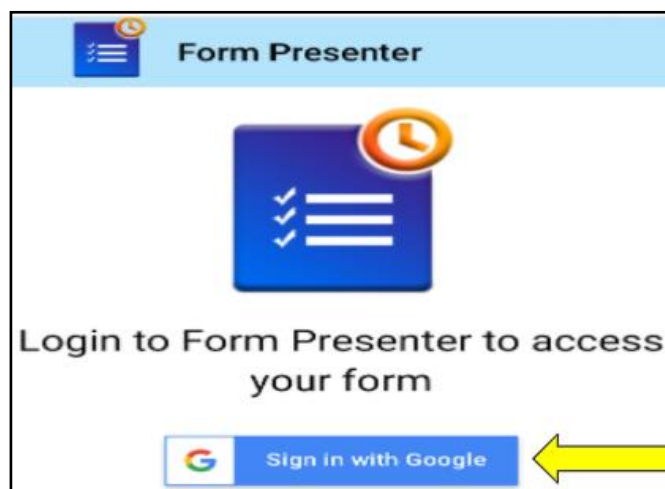 Form Presenter
Login to Form Presenter to access
your form
Sign in with Google